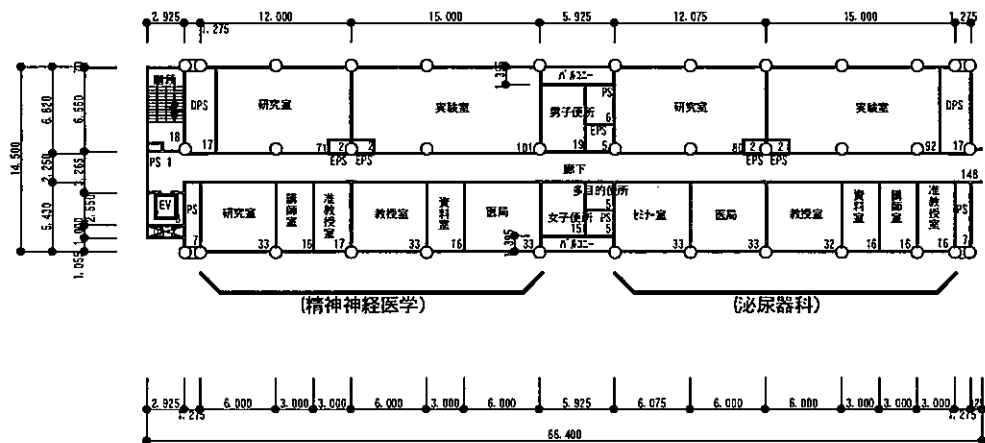 2.925 12.000 15.000 5.925 12.075 15.000 1.275
1.275
1.395
バルコニー
階段
DPS 研究室 実験室 男子便所 PS 研究室 実験室 DPS
6
EPS
18 17 71 2 2 101 19 5 80 2 2 92 17
EPS EPS EPS EPS
PS 1
廊下
148
14.500
6.820 6.560
2.250 3.265
5.430 2.550
1.000
1.055
EV PS 研究室 講師室 准教授室 教授室 資料室 医局 多目的便所 女子便所 セミナー室 医局 教授室 資料室 講師室 准教授室 PS
5
PS
7 33 16 17 33 16 33 15 5 33 33 32 16 16 16 7
1.395
バルコニー
(精神神経医学) (泌尿器科)
2.925 6.000 3.000 3.000 6.000 3.000 6.000 5.925 6.075 6.000 6.000 3.000 3.000 3.000
1.275 1.275
66.400